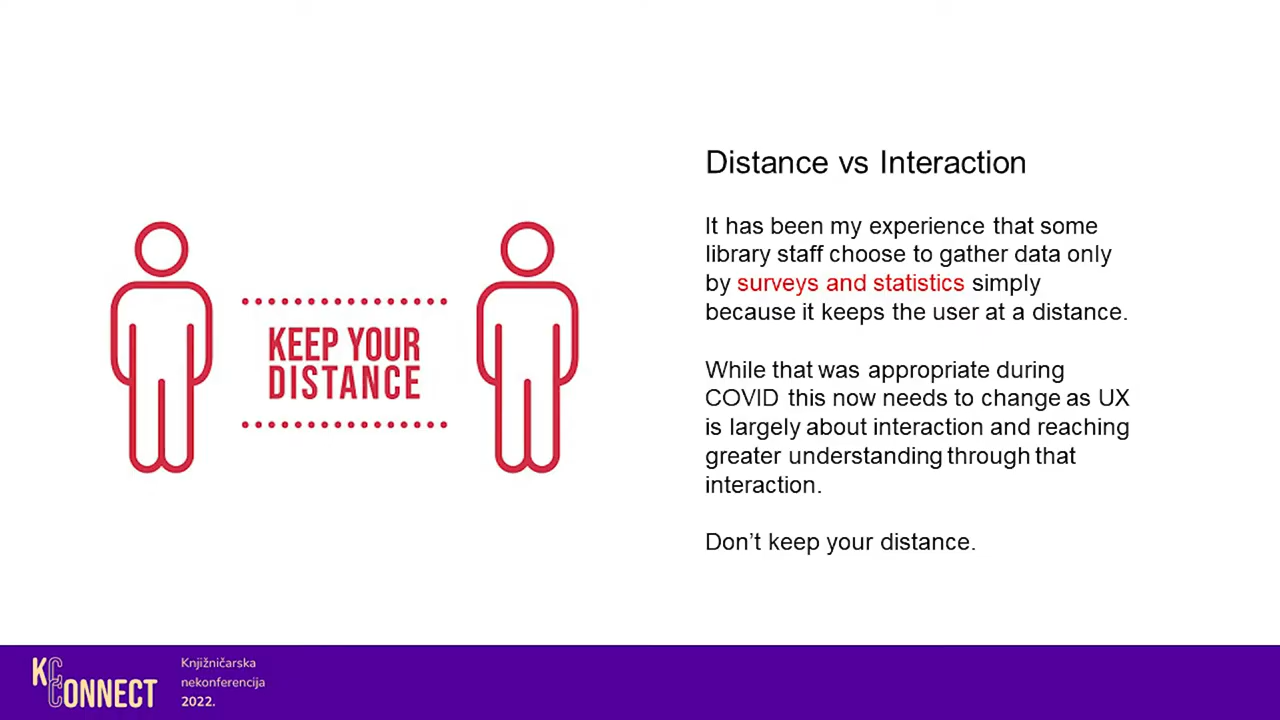 Distance vs Interaction
It has been my experience that some
library staff choose to gather data only
by surveys and statistics simply
because it keeps the user at a distance.
While that was appropriate during
COVID this now needs to change as UX
is largely about interaction and reaching
greater understanding through that
interaction.
Don’t keep your distance.
KEEP YOUR
DISTANCE
KC
CONNECT
Knjižničarska
nekonferencija
2022.